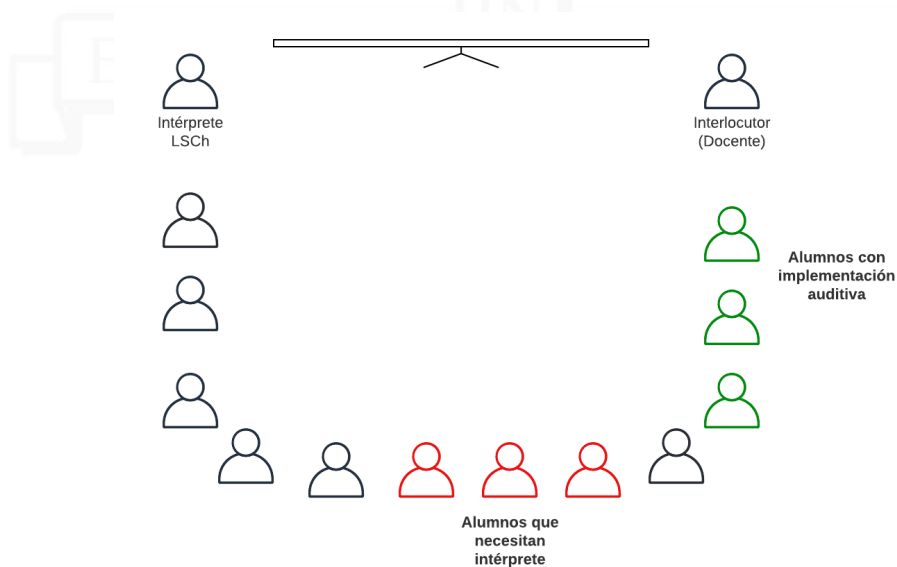 Intérprete
LSCh
Interlocutor
(Docente)
Alumnos con
implementación
auditiva
Alumnos que
necesitan
intérprete